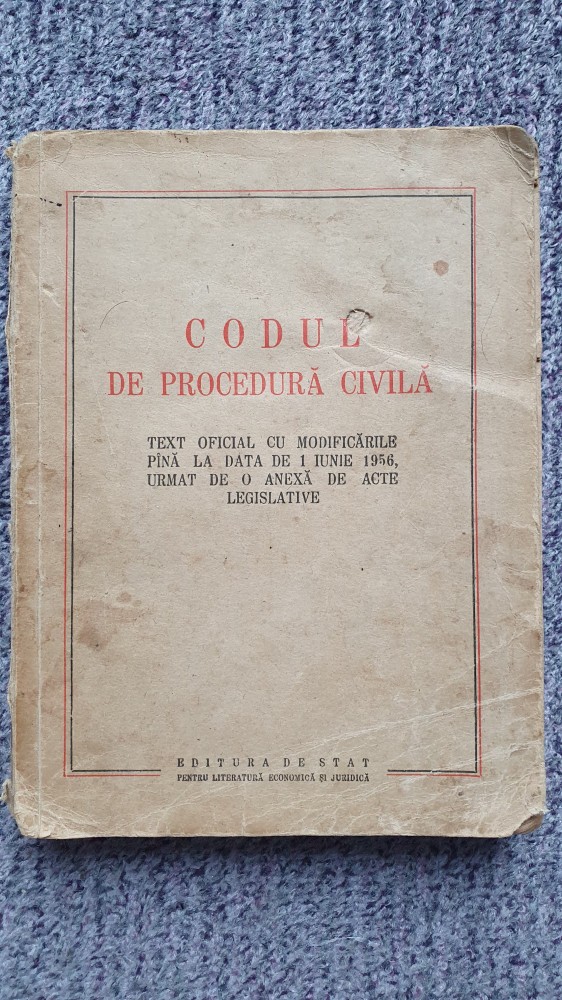 CODUL
DE PROCEDURĂ CIVILĂ
TEXT OFICIAL CU MODIFICĂRILE
PÎNĂ LA DATA DE 1 IUNIE 1956,
URMAT DE O ANEXĂ DE ACTE
LEGISLATIVE
EDITURA DE STAT
PENTRU LITERATURĂ ECONOMICĂ ȘI JURIDICĂ